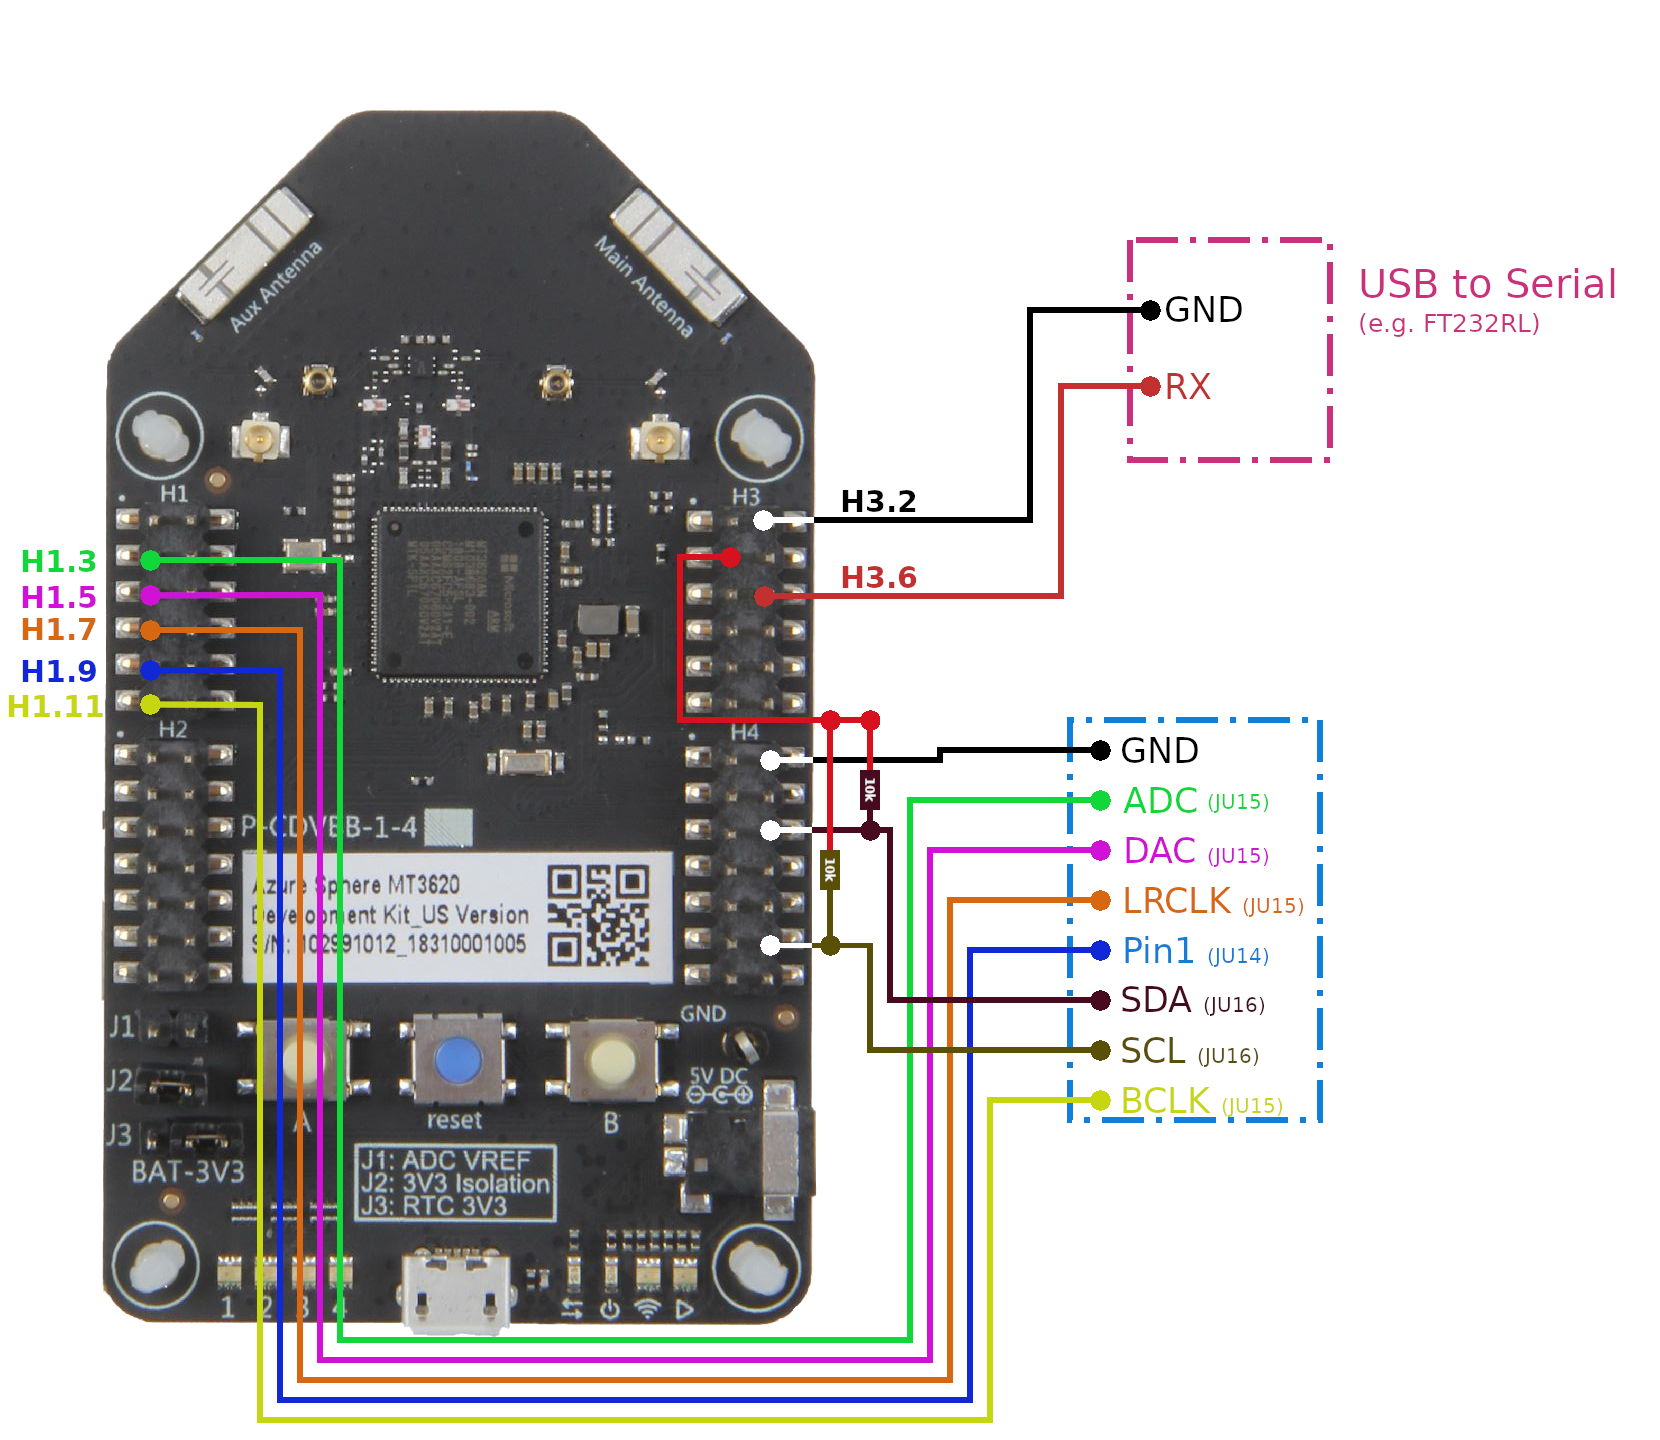 Aux Antenna
Main Antenna
USB to Serial
(e.g. FT232RL)
GND
RX
H1
H3
H3.2
H1.3
H1.5
H1.7
H1.9
H1.11
H3.6
Microsoft
ARM
H2
H4
10k
10k
GND
ADC (JU15)
DAC (JU15)
LRCLK (JU15)
Pin1 (JU14)
SDA (JU16)
SCL (JU16)
BCLK (JU15)
P-CDVBB-1-4
Azure Sphere MT3620
Development Kit_US Version
S/N: 102991012_18310001005
GND
J1
J2
J3
5V DC
A
reset
B
BAT-3V3
J1: ADC VREF
J2: 3V3 Isolation
J3: RTC 3V3
1 2 3 4